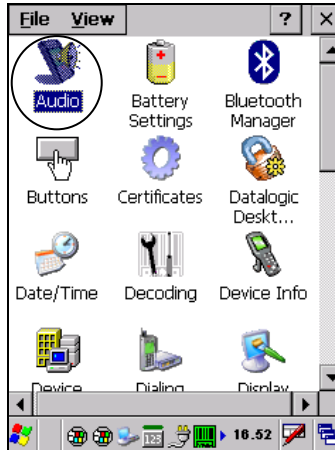 File View ? X
Audio Battery Settings Bluetooth Manager
Buttons Certificates Datalogic Deskt...
Date/Time Decoding Device Info
Device Dialing Display
123 16.52